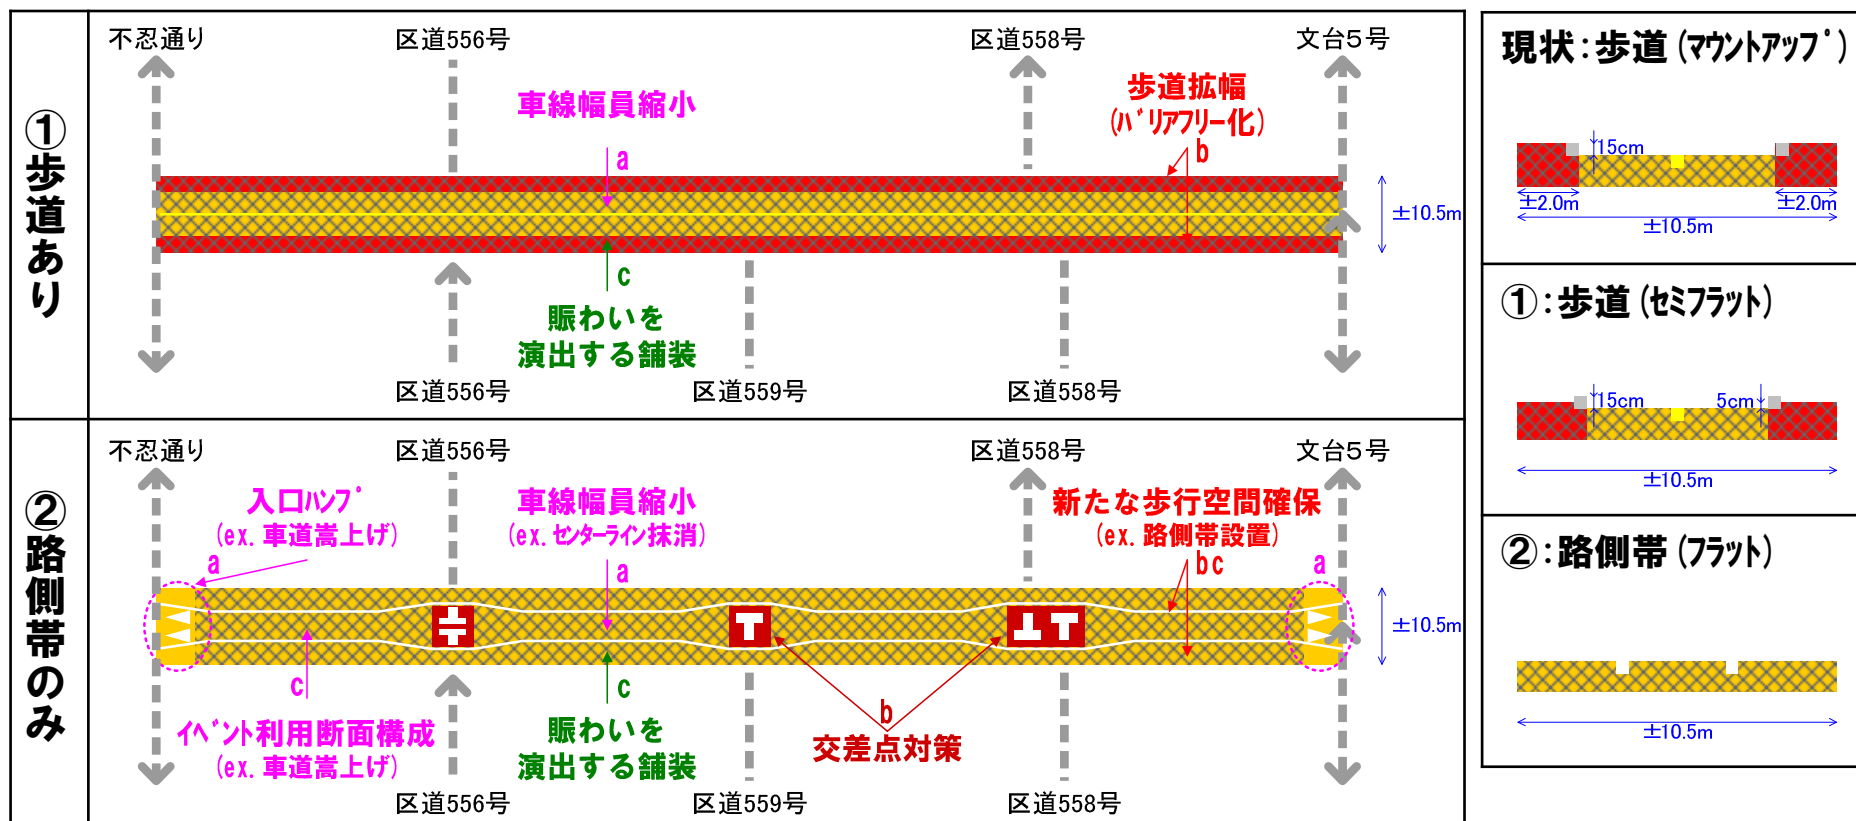 ①歩道あり
不忍通り
区道556号
区道558号
文台5号
車線幅員縮小
a
歩道拡幅
(バリアフリー化)
b
±10.5m
c
賑わいを
演出する舗装
区道556号
区道559号
区道558号
②路側帯のみ
不忍通り
区道556号
区道558号
文台5号
入口ハンプ
(ex. 車道嵩上げ)
a
車線幅員縮小
(ex. センターライン抹消)
a
新たな歩行空間確保
(ex. 路側帯設置)
bc
a
±10.5m
c
イベント利用断面構成
(ex. 車道嵩上げ)
c
賑わいを
演出する舗装
b
交差点対策
区道556号
区道559号
区道558号
現状:歩道(マウントアップ)
15cm
±2.0m
±2.0m
±10.5m
①:歩道(セミフラット)
15cm
5cm
±10.5m
②:路側帯(フラット)
±10.5m